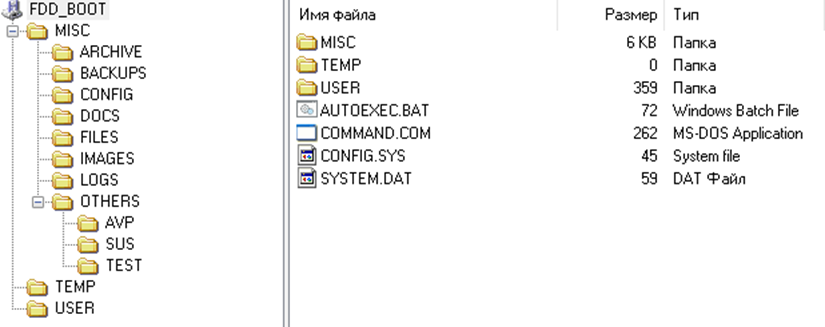 FDD_BOOT
MISC
ARCHIVE
BACKUPS
CONFIG
DOCS
FILES
IMAGES
LOGS
OTHERS
AVP
SUS
TEST
TEMP
USER
Имя файла Размер Тип
MISC 6 KB Папка
TEMP 0 Папка
USER 359 Папка
AUTOEXEC.BAT 72 Windows Batch File
COMMAND.COM 262 MS-DOS Application
CONFIG.SYS 45 System file
SYSTEM.DAT 59 DAT Файл